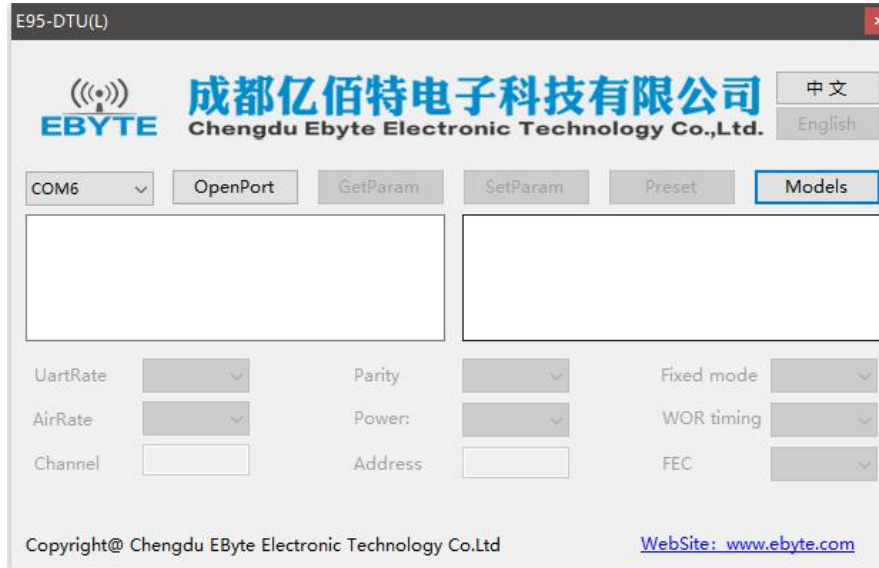 E95-DTU(L)
((•))
EBYTE
成都亿佰特电子科技有限公司
Chengdu Ebyte Electronic Technology Co.,Ltd.
中文
English
COM6
OpenPort
GetParam
SetParam
Preset
Models
UartRate
Parity
Fixed mode
AirRate
Power:
WOR timing
Channel
Address
FEC
Copyright@ Chengdu EByte Electronic Technology Co.Ltd
WebSite: www.ebyte.com